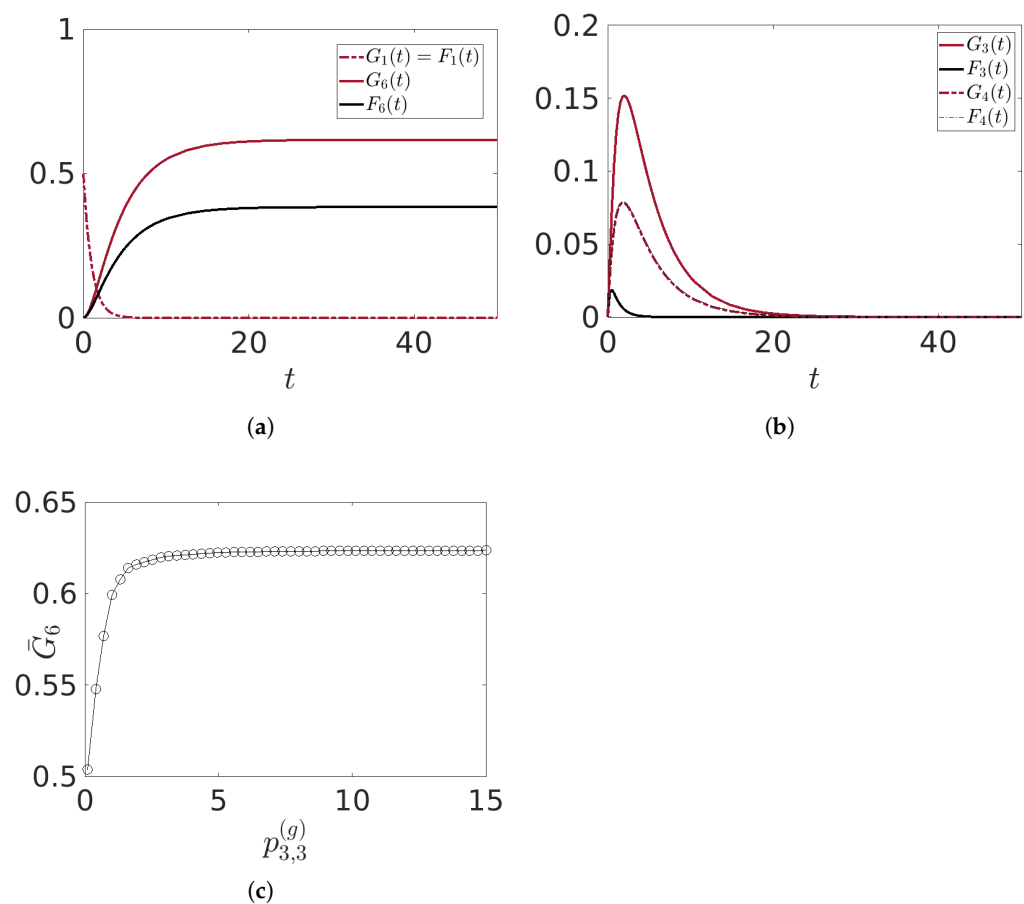 1
0.5
0
0 20 40
t
G₁(t) = F₁(t)
G₆(t)
F₆(t)
(a)
0.2
0.15
0.1
0.05
0
0 20 40
t
G₃(t)
F₃(t)
G₄(t)
F₄(t)
(b)
0.65
0.6
0.55
0.5
Ḡ₆
0 5 10 15
p₃,₃⁽ᵍ⁾
(c)